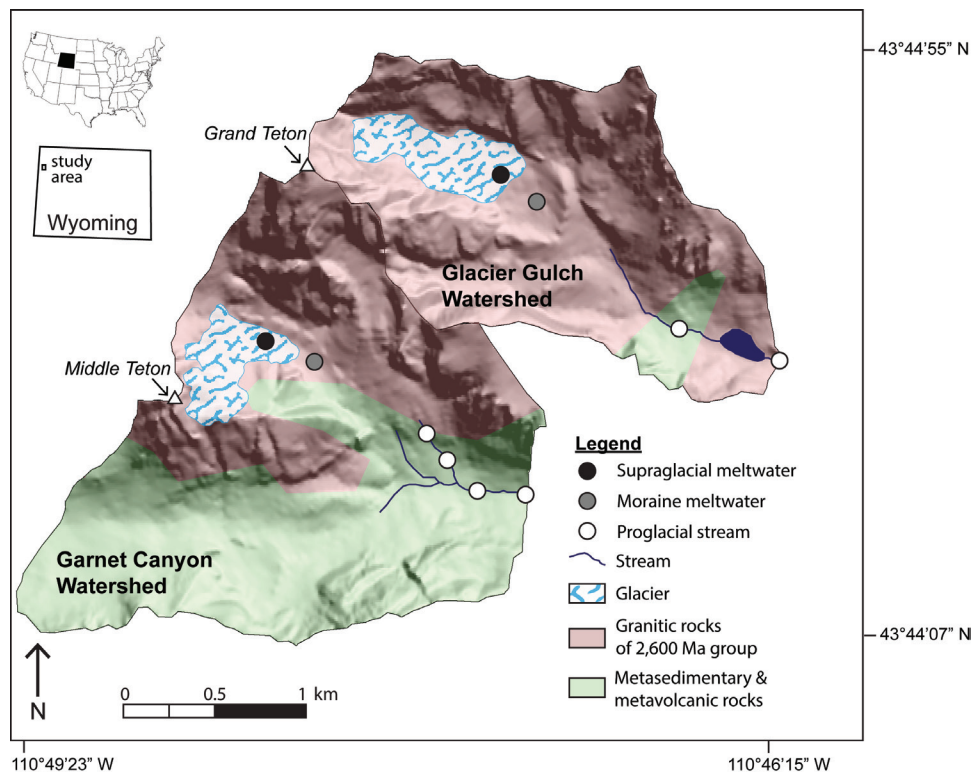 43°44'55" N
Grand Teton
study
area
Wyoming
Glacier Gulch
Watershed
Middle Teton
Legend
Supraglacial meltwater
Moraine meltwater
Proglacial stream
Stream
Glacier
Granitic rocks
of 2,600 Ma group
Metasedimentary &
metavolcanic rocks
Garnet Canyon
Watershed
43°44'07" N
N
0 0.5 1 km
110°49'23" W
110°46'15" W